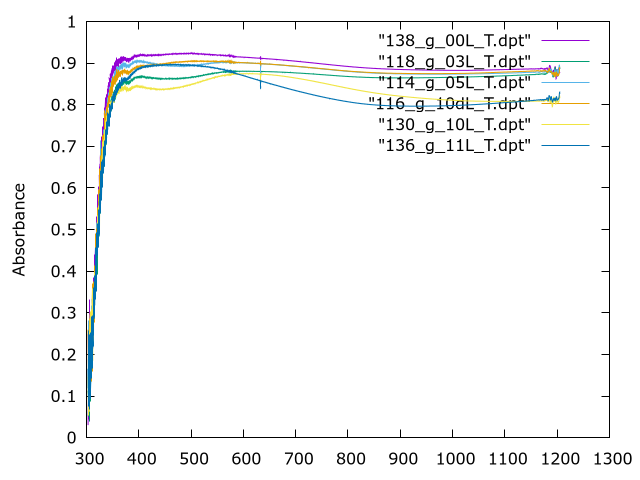 1
0.9
0.8
0.7
0.6
0.5
0.4
0.3
0.2
0.1
0
Absorbance
"138_g_00L_T.dpt"
"118_g_03L_T.dpt"
"114_g_05L_T.dpt"
"116_g_10dL_T.dpt"
"130_g_10L_T.dpt"
"136_g_11L_T.dpt"
300 400 500 600 700 800 900 1000 1100 1200 1300